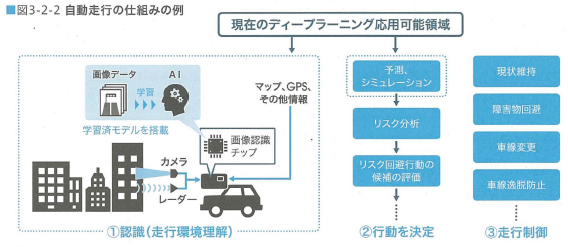 ■図3-2-2 自動走行の仕組みの例
現在のディープラーニング応用可能領域
画像データ
AI
学習
学習済モデルを搭載
マップ、GPS、
その他情報
画像認識
チップ
カメラ
レーダー
①認識(走行環境理解)
予測、
シミュレーション
リスク分析
リスク回避行動の
候補の評価
②行動を決定
現状維持
障害物回避
車線変更
車線逸脱防止
③走行制御